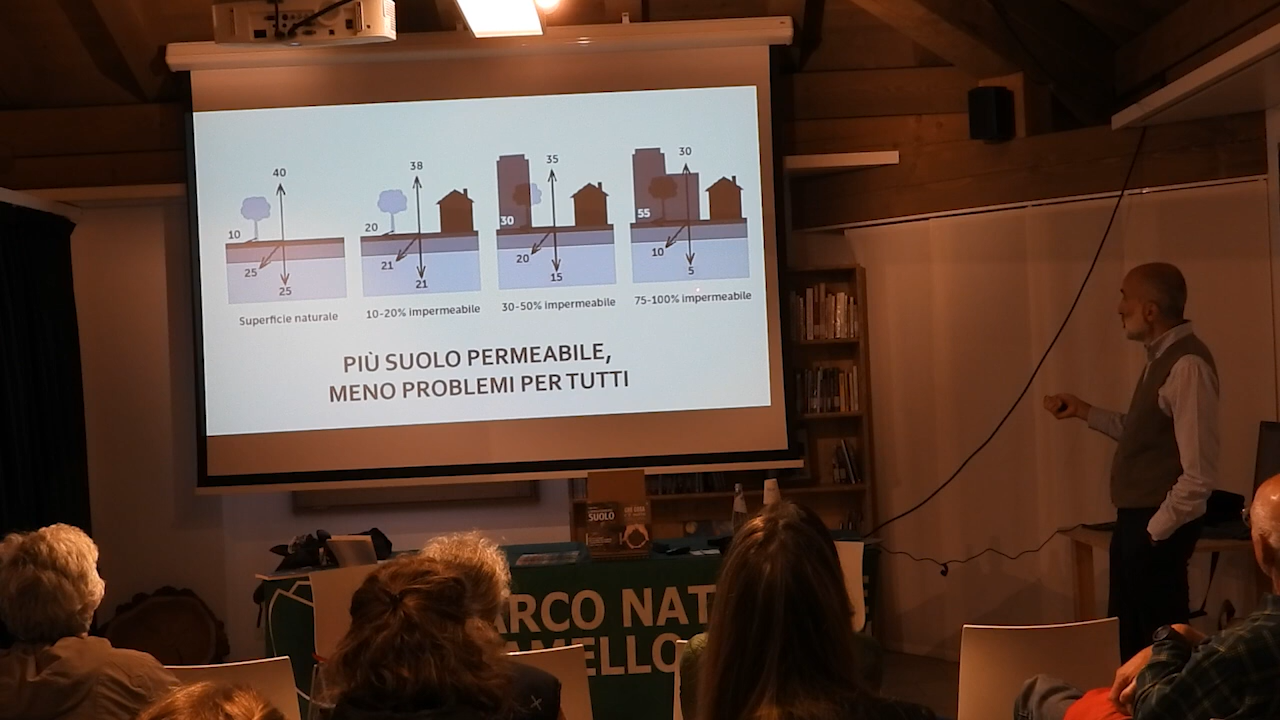 40
38
35
30
10
20
30
55
25
21
20
10
25
21
15
5
Superficie naturale
10-20% impermeabile
30-50% impermeabile
75-100% impermeabile
PIÙ SUOLO PERMEABILE,
MENO PROBLEMI PER TUTTI
SUOLO
ARCO NAT
AMELLO